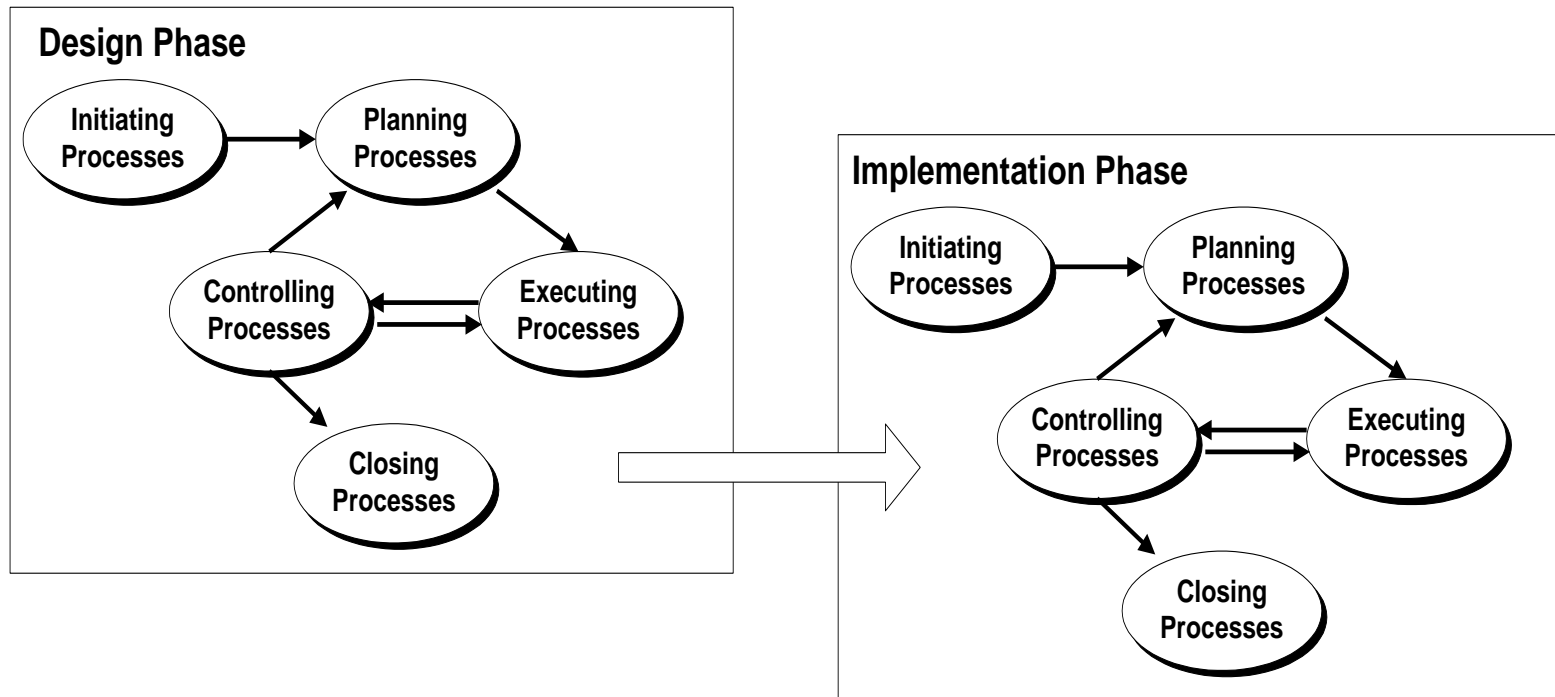 Design Phase
Initiating
Processes
Planning
Processes
Controlling
Processes
Executing
Processes
Closing
Processes
Implementation Phase
Initiating
Processes
Planning
Processes
Controlling
Processes
Executing
Processes
Closing
Processes